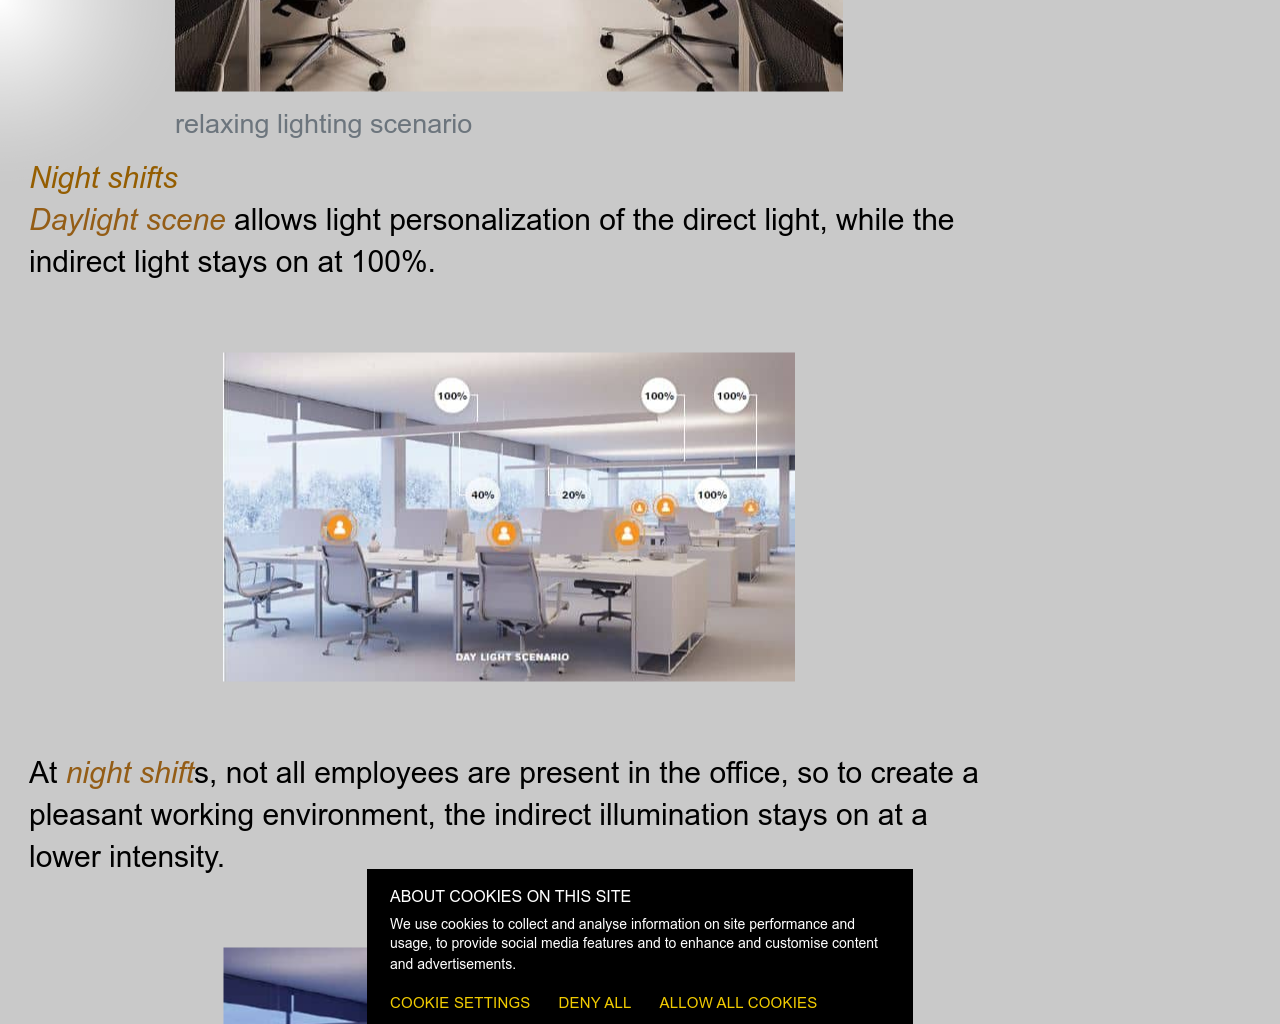 relaxing lighting scenario
Night shifts
Daylight scene allows light personalization of the direct light, while the
indirect light stays on at 100%.
100% 100% 100%
40% 20% 100%
DAY LIGHT SCENARIO
At night shifts, not all employees are present in the office, so to create a
pleasant working environment, the indirect illumination stays on at a
lower intensity.
ABOUT COOKIES ON THIS SITE
We use cookies to collect and analyse information on site performance and
usage, to provide social media features and to enhance and customise content
and advertisements.
COOKIE SETTINGS DENY ALL ALLOW ALL COOKIES